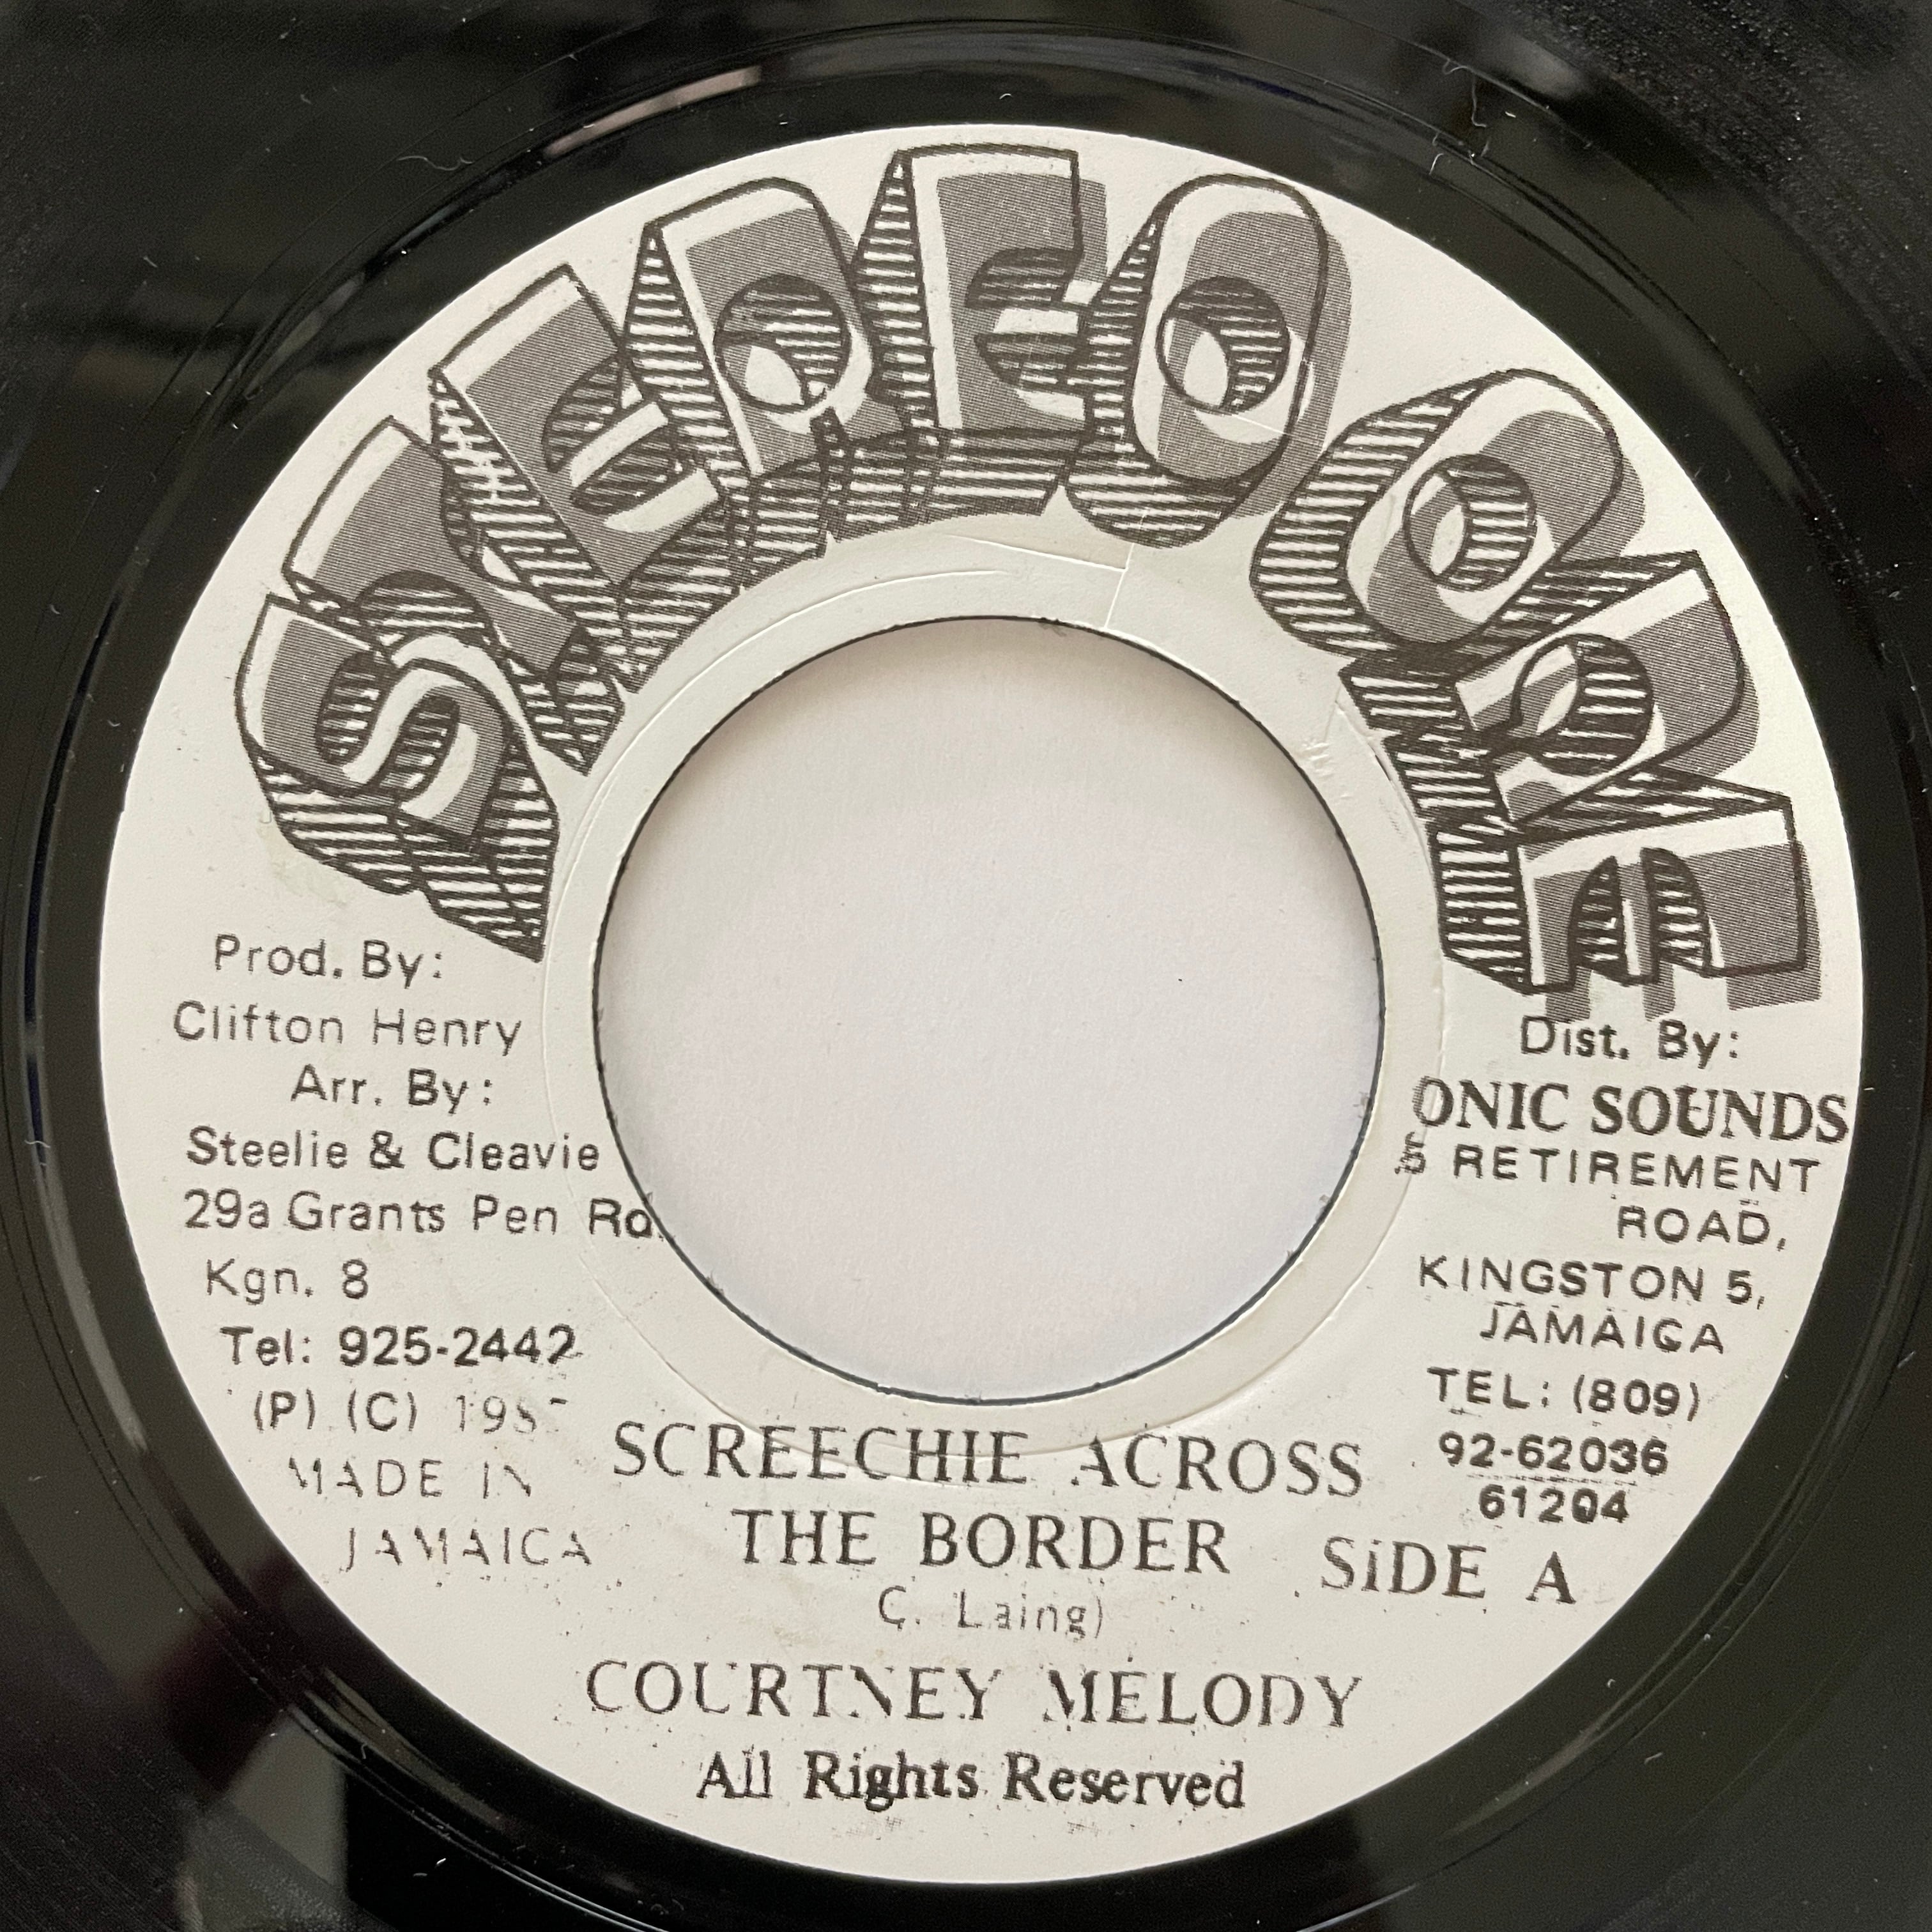 STEREO ONE
Prod. By:
Clifton Henry
Arr. By:
Steelie & Cleavie
29a Grants Pen Rd.
Kgn. 8
Tel: 925-2442
(P) (C)
MADE IN
JAMAICA
Dist. By:
ONIC SOUNDS
5 RETIREMENT
ROAD,
KINGSTON 5,
JAMAICA
TEL: (809)
92-62036
61204
SCREECHIE ACROSS
THE BORDER
SiDE A
C. Laing)
COURTNEY MELODY
All Rights Reserved